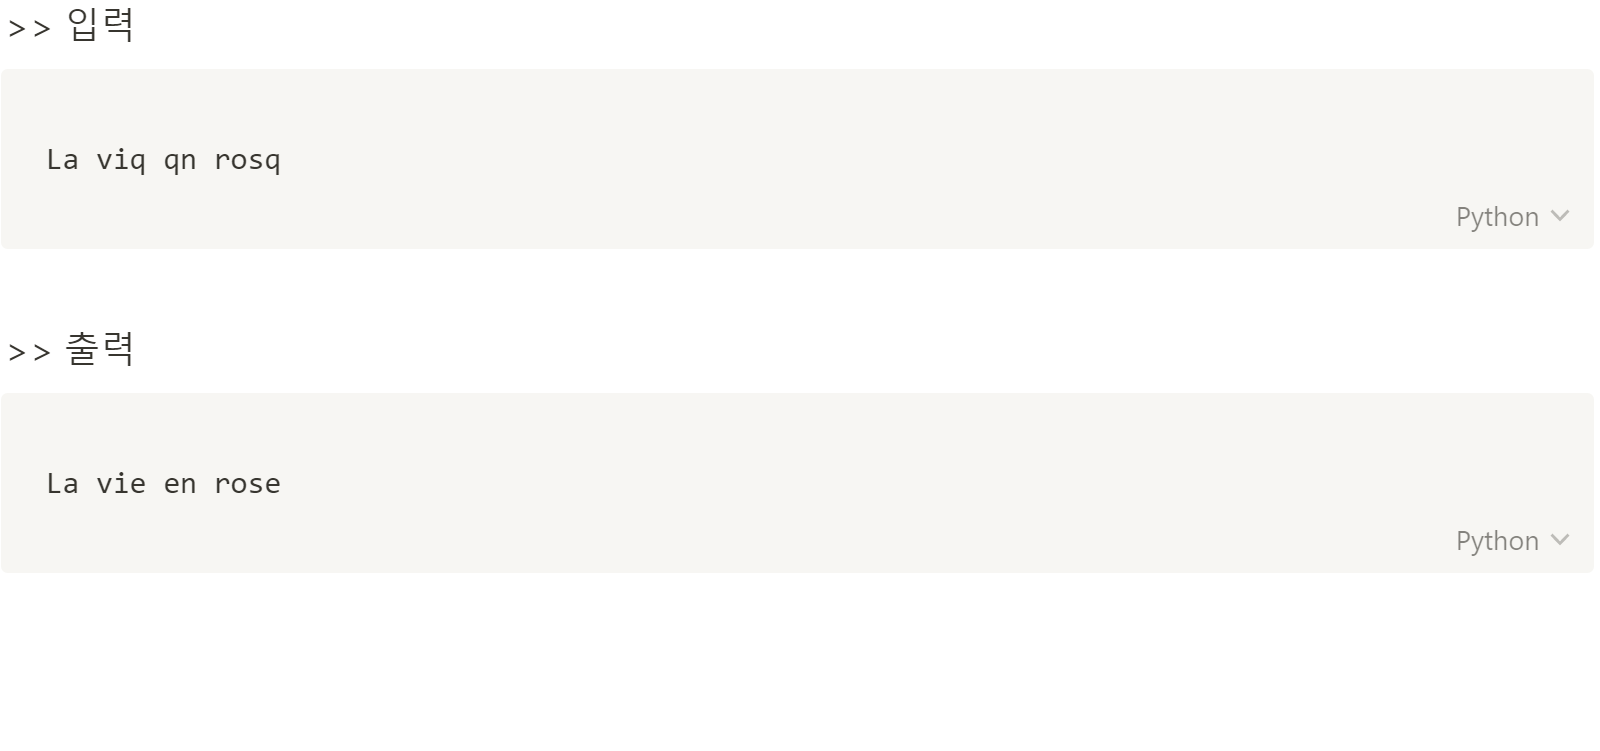 >> 입력
La viq qn rosq
Python
>> 출력
La vie en rose
Python